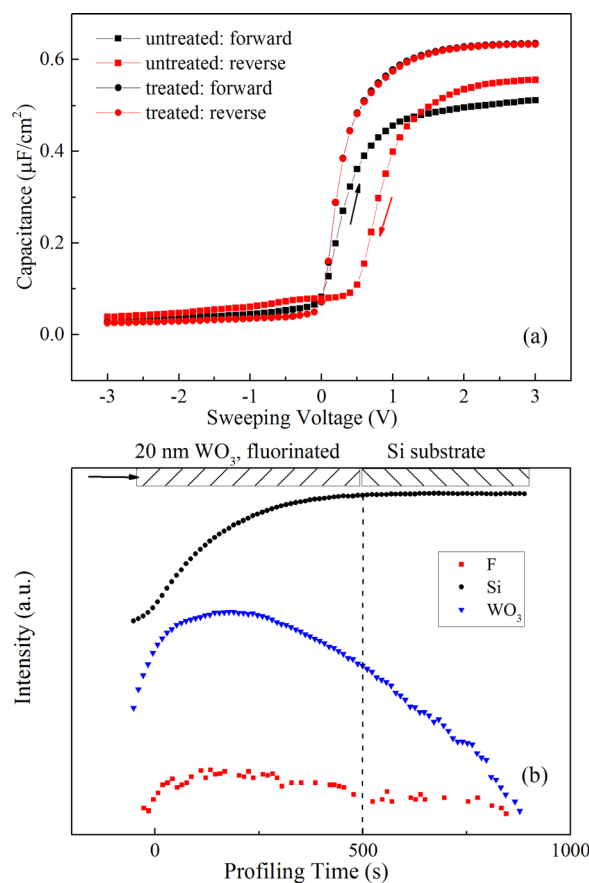 untreated: forward
untreated: reverse
treated: forward
treated: reverse
Capacitance (µF/cm²)
0.6
0.4
0.2
0.0
(a)
-3 -2 -1 0 1 2 3
Sweeping Voltage (V)
20 nm WO₃, fluorinated Si substrate
Intensity (a.u.)
F
Si
WO₃
(b)
0 500 1000
Profiling Time (s)